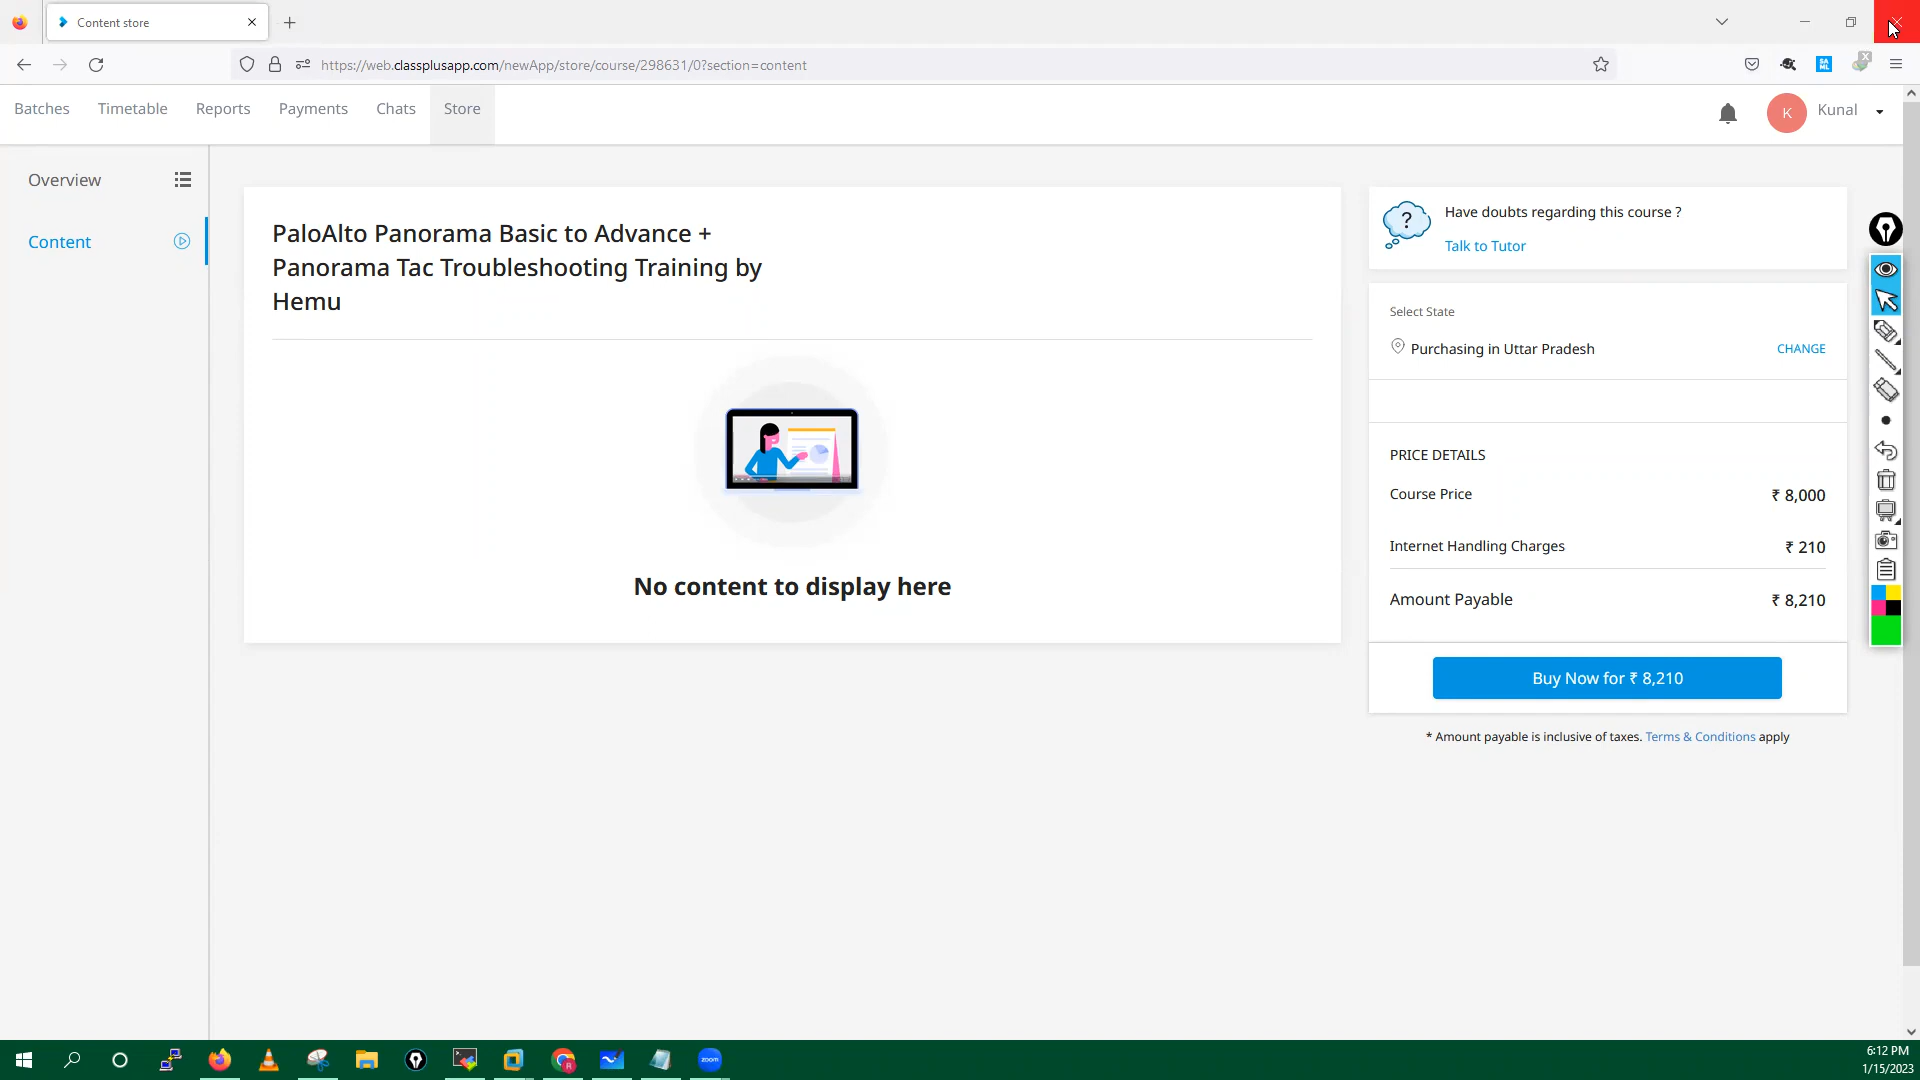 Content store
https://web.classplusapp.com/newApp/store/course/298631/0?section=content
Batches
Timetable
Reports
Payments
Chats
Store
K
Kunal
Overview
Content
PaloAlto Panorama Basic to Advance +
Panorama Tac Troubleshooting Training by
Hemu
No content to display here
?
Have doubts regarding this course ?
Talk to Tutor
Select State
Purchasing in Uttar Pradesh
CHANGE
PRICE DETAILS
Course Price
₹ 8,000
Internet Handling Charges
₹ 210
Amount Payable
₹ 8,210
Buy Now for ₹ 8,210
* Amount payable is inclusive of taxes. Terms & Conditions apply
zoom
6:12 PM
1/15/2023